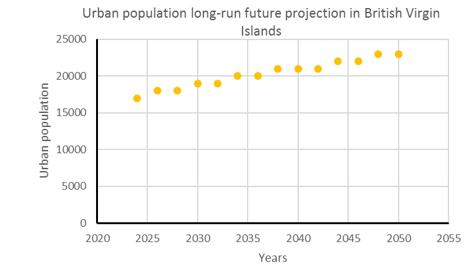 Urban population long-run future projection in British Virgin
Islands
25000
20000
15000
10000
5000
0
2020 2025 2030 2035 2040 2045 2050 2055
Urban population
Years